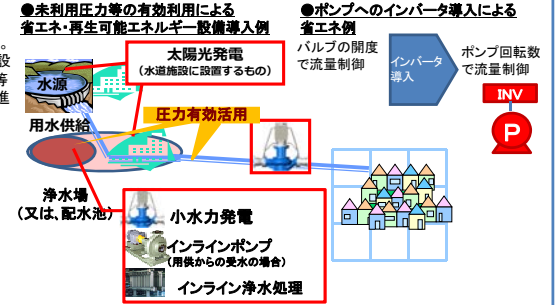 ●未利用圧力等の有効利用による
省エネ・再生可能エネルギー設備導入例
。
設
等
進
太陽光発電
（水道施設に設置するもの）
水源
用水供給
圧力有効活用
浄水場
（又は、配水池）
小水力発電
インラインポンプ
（用供からの受水の場合）
インライン浄水処理
●ポンプへのインバータ導入による
省エネ例
バルブの開度
で流量制御
インバータ
導入
ポンプ回転数
で流量制御
INV
P